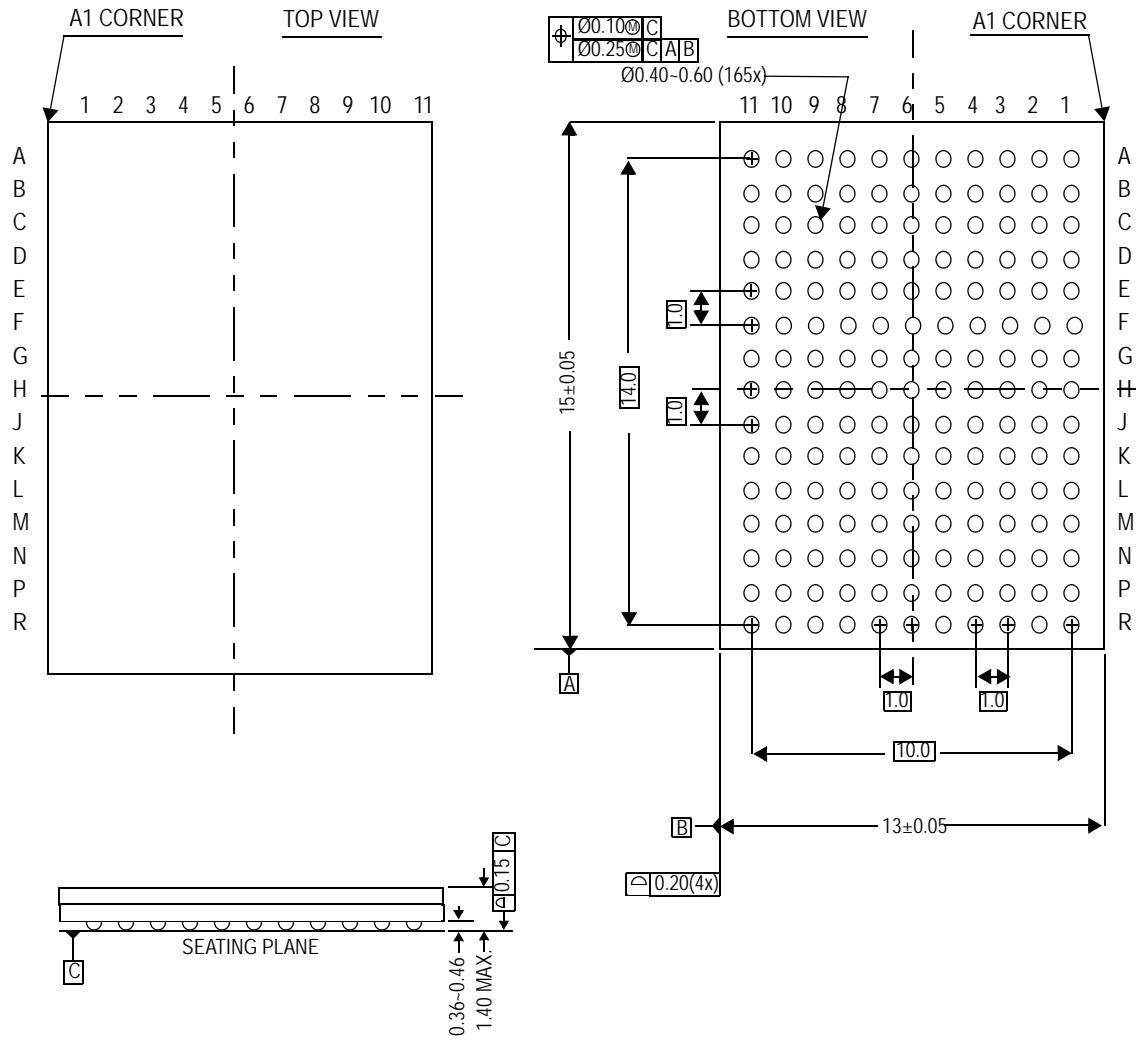 A1 CORNER
TOP VIEW
1 2 3 4 5 6 7 8 9 10 11
A
B
C
D
E
F
G
H
J
K
L
M
N
P
R
Ø0.10Ⓜ C
Ø0.25Ⓜ C A B
BOTTOM VIEW
A1 CORNER
Ø0.40~0.60 (165x)
11 10 9 8 7 6 5 4 3 2 1
A
B
C
D
E
F
G
H
J
K
L
M
N
P
R
15±0.05
14.0
1.0
1.0
A
1.0
1.0
10.0
B
13±0.05
0.20(4x)
0.15 C
SEATING PLANE
C
0.36~0.46
1.40 MAX.